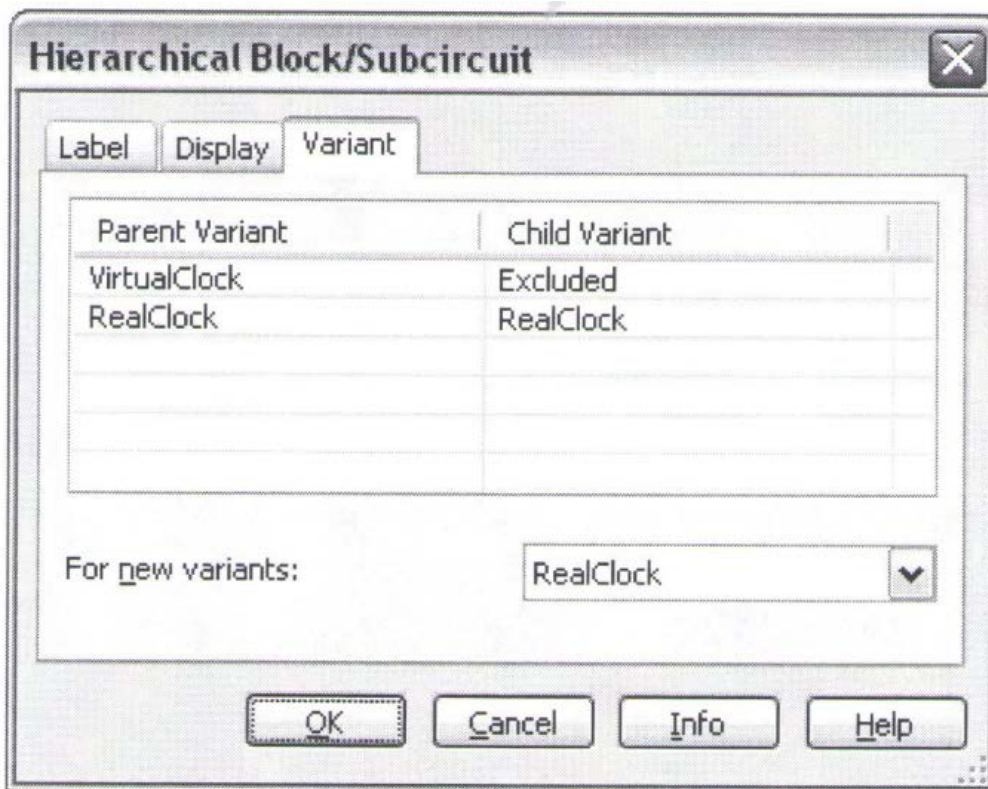 Hierarchical Block/Subcircuit
Label Display Variant
Parent Variant Child Variant
VirtualClock Excluded
RealClock RealClock
For new variants: RealClock
OK Cancel Info Help